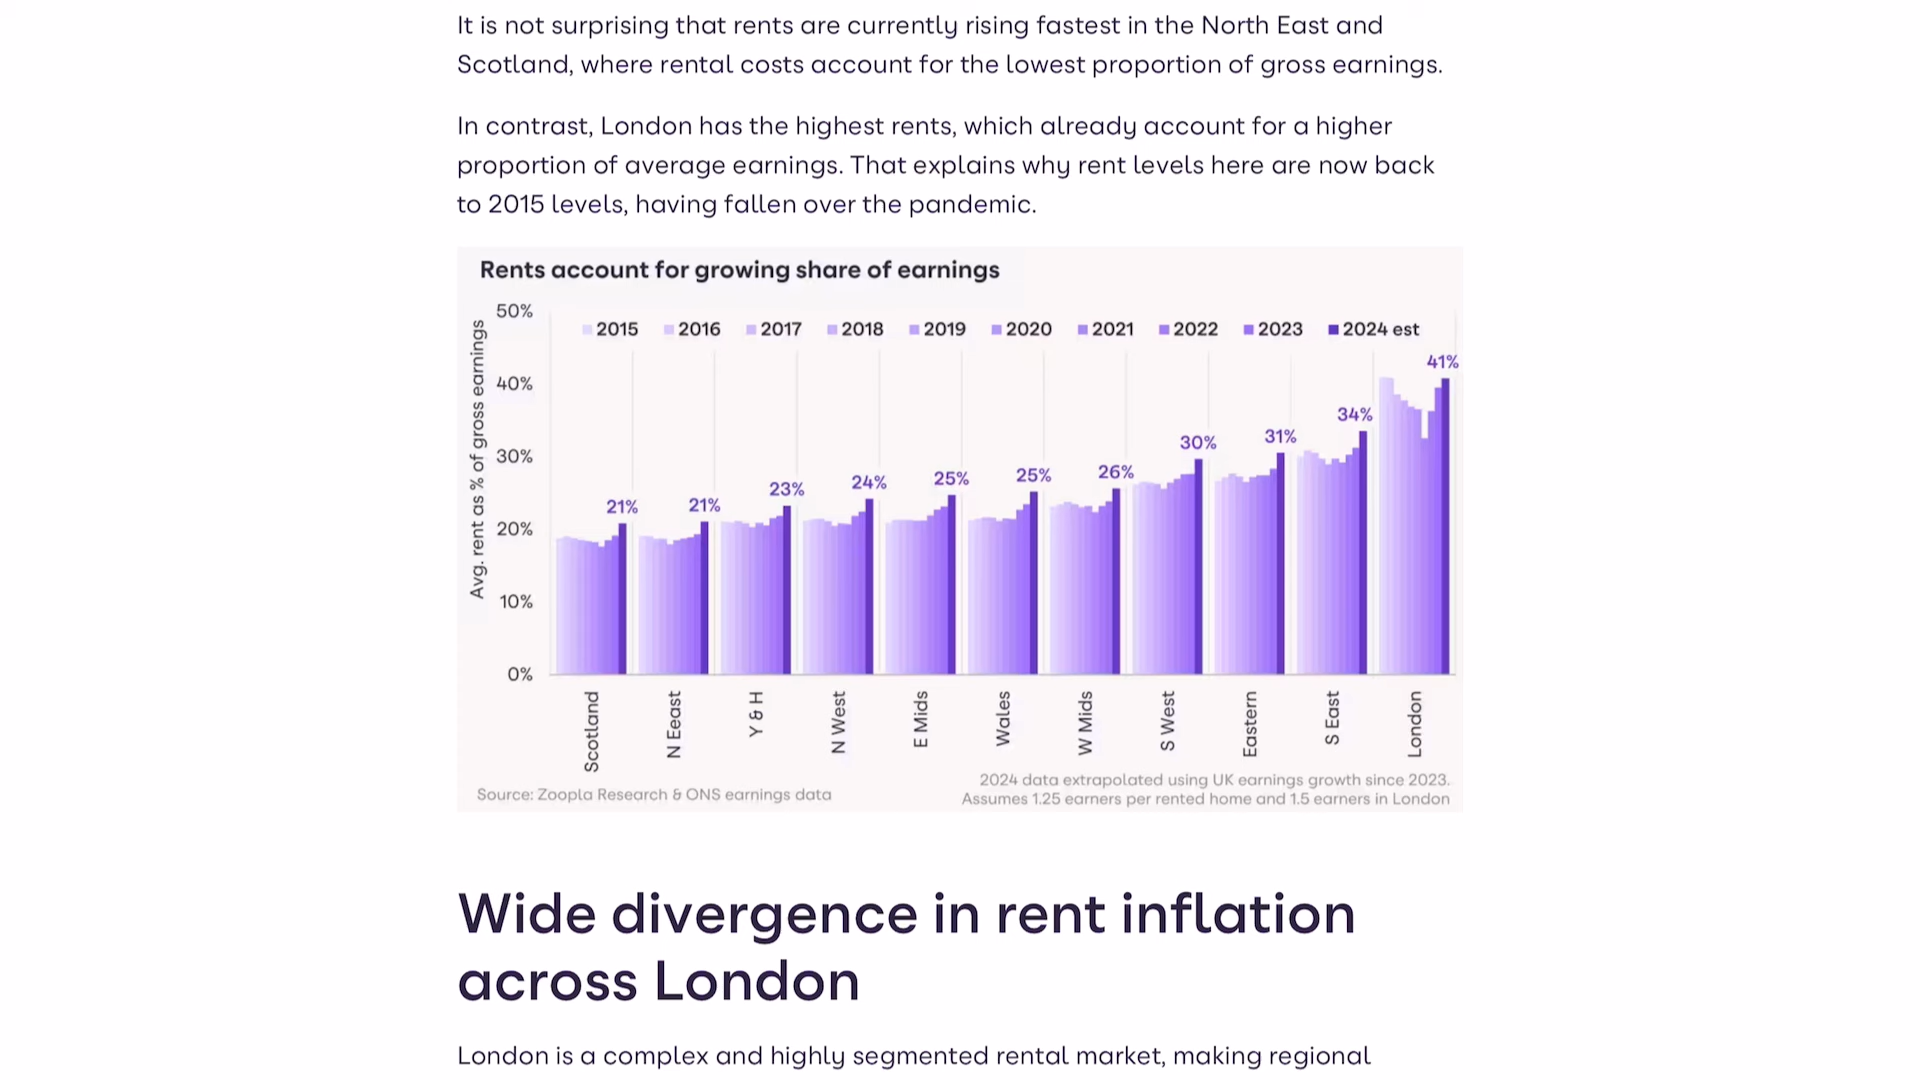 It is not surprising that rents are currently rising fastest in the North East and
Scotland, where rental costs account for the lowest proportion of gross earnings.
In contrast, London has the highest rents, which already account for a higher
proportion of average earnings. That explains why rent levels here are now back
to 2015 levels, having fallen over the pandemic.
Rents account for growing share of earnings
Avg. rent as % of gross earnings
50%
40%
30%
20%
10%
0%
2015 2016 2017 2018 2019 2020 2021 2022 2023 2024 est
21% 21% 23% 24% 25% 25% 26% 30% 31% 34% 41%
Scotland
N Eeast
Y & H
N West
E Mids
Wales
W Mids
S West
Eastern
S East
London
Source: Zoopla Research & ONS earnings data
2024 data extrapolated using UK earnings growth since 2023.
Assumes 1.25 earners per rented home and 1.5 earners in London
Wide divergence in rent inflation
across London
London is a complex and highly segmented rental market, making regional